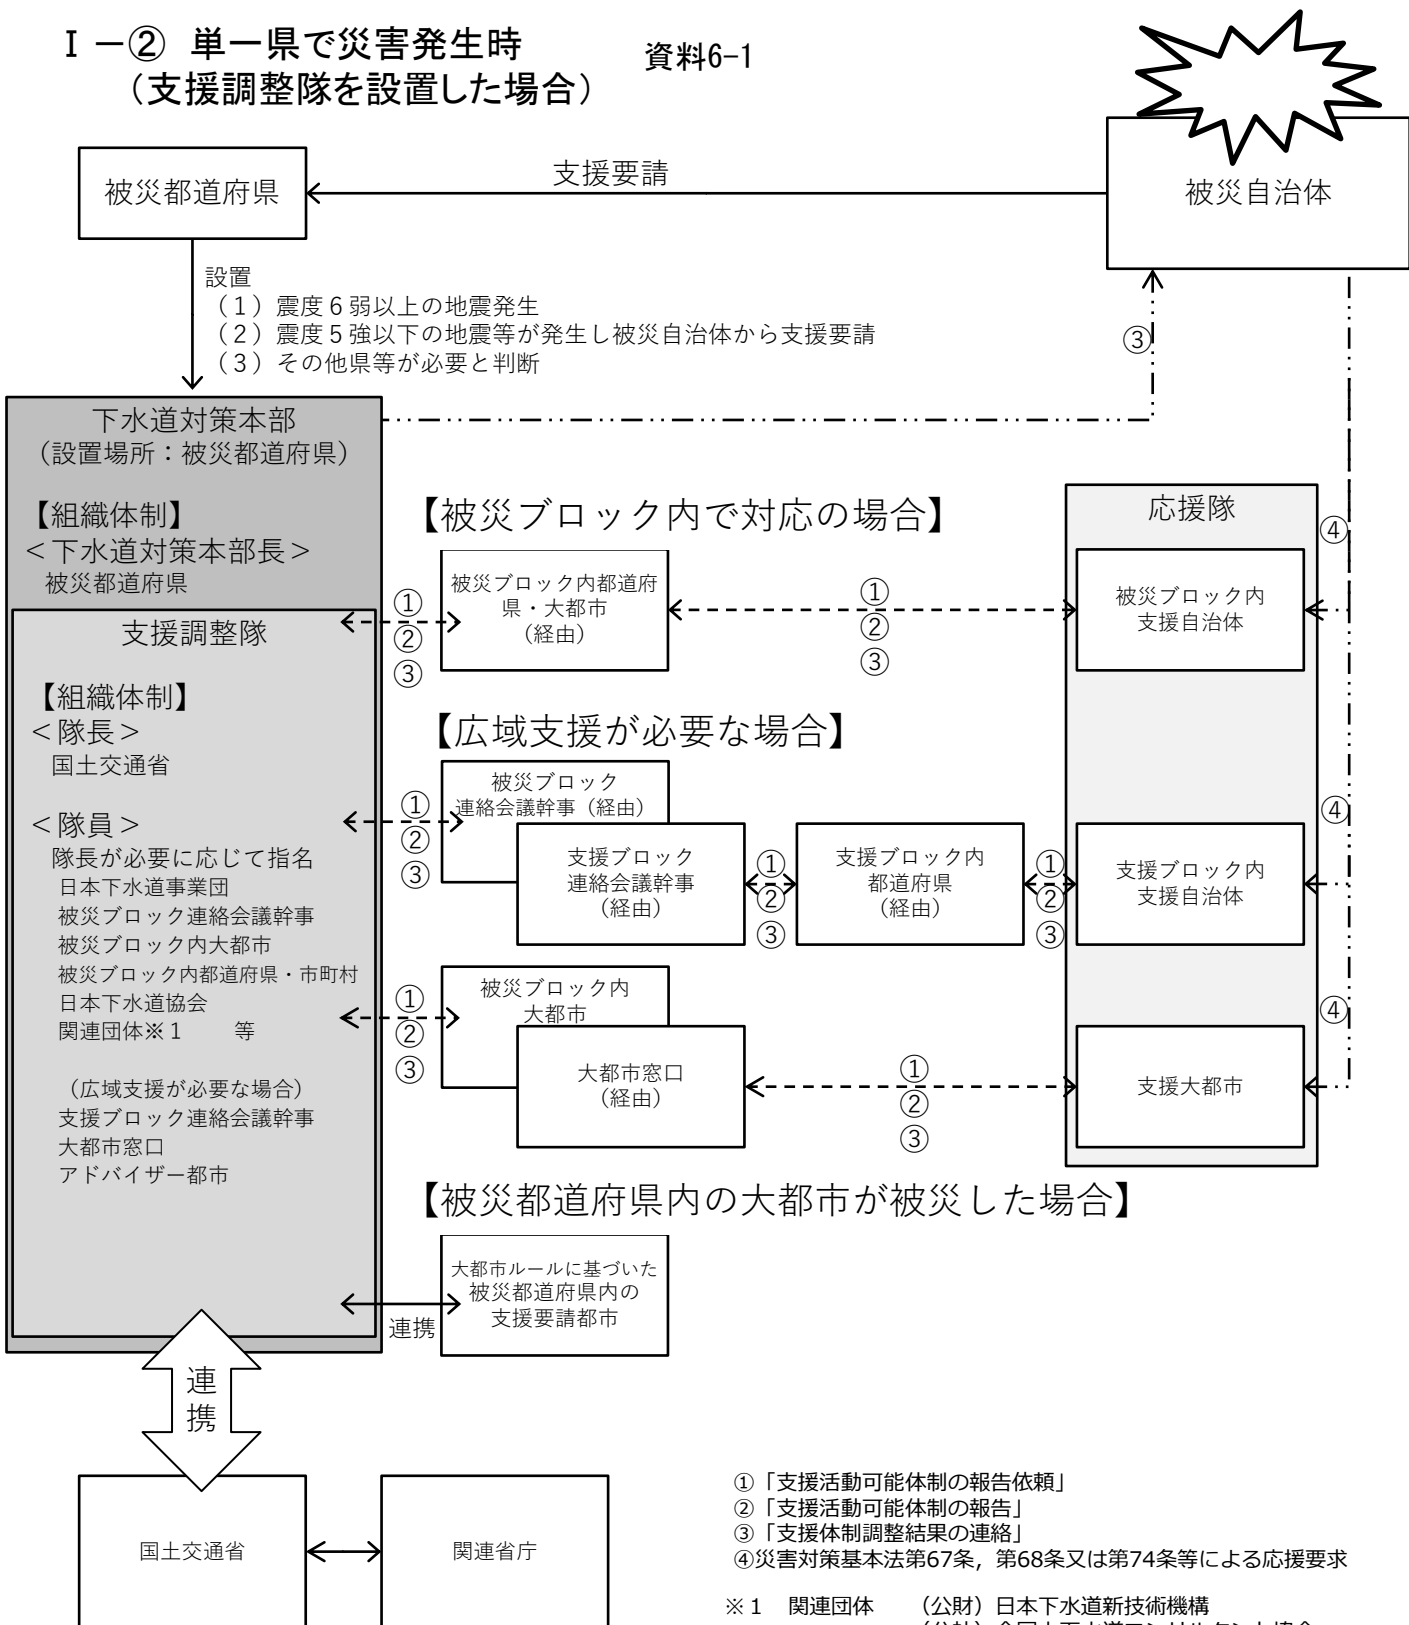 Ⅰ－② 単一県で災害発生時
（支援調整隊を設置した場合）
資料6-1
被災都道府県
支援要請
被災自治体
設置
（１）震度６弱以上の地震発生
（２）震度５強以下の地震等が発生し被災自治体から支援要請
（３）その他県等が必要と判断
③
下水道対策本部
（設置場所：被災都道府県）
【組織体制】
＜下水道対策本部長＞
被災都道府県
支援調整隊
【組織体制】
＜隊長＞
国土交通省
＜隊員＞
隊長が必要に応じて指名
日本下水道事業団
被災ブロック連絡会議幹事
被災ブロック内大都市
被災ブロック内都道府県・市町村
日本下水道協会
関連団体※１　　等
（広域支援が必要な場合）
支援ブロック連絡会議幹事
大都市窓口
アドバイザー都市
【被災ブロック内で対応の場合】
①
②
③
被災ブロック内都道府
県・大都市
（経由）
①
②
③
応援隊
④
被災ブロック内
支援自治体
【広域支援が必要な場合】
①
②
③
被災ブロック
連絡会議幹事（経由）
支援ブロック
連絡会議幹事
（経由）
①
②
③
支援ブロック内
都道府県
（経由）
①
②
③
支援ブロック内
支援自治体
④
①
②
③
被災ブロック内
大都市
大都市窓口
（経由）
①
②
③
支援大都市
④
【被災都道府県内の大都市が被災した場合】
大都市ルールに基づいた
被災都道府県内の
支援要請都市
連携
連
携
国土交通省
関連省庁
①「支援活動可能体制の報告依頼」
②「支援活動可能体制の報告」
③「支援体制調整結果の連絡」
④災害対策基本法第67条，第68条又は第74条等による応援要求
※１　関連団体　（公財）日本下水道新技術機構